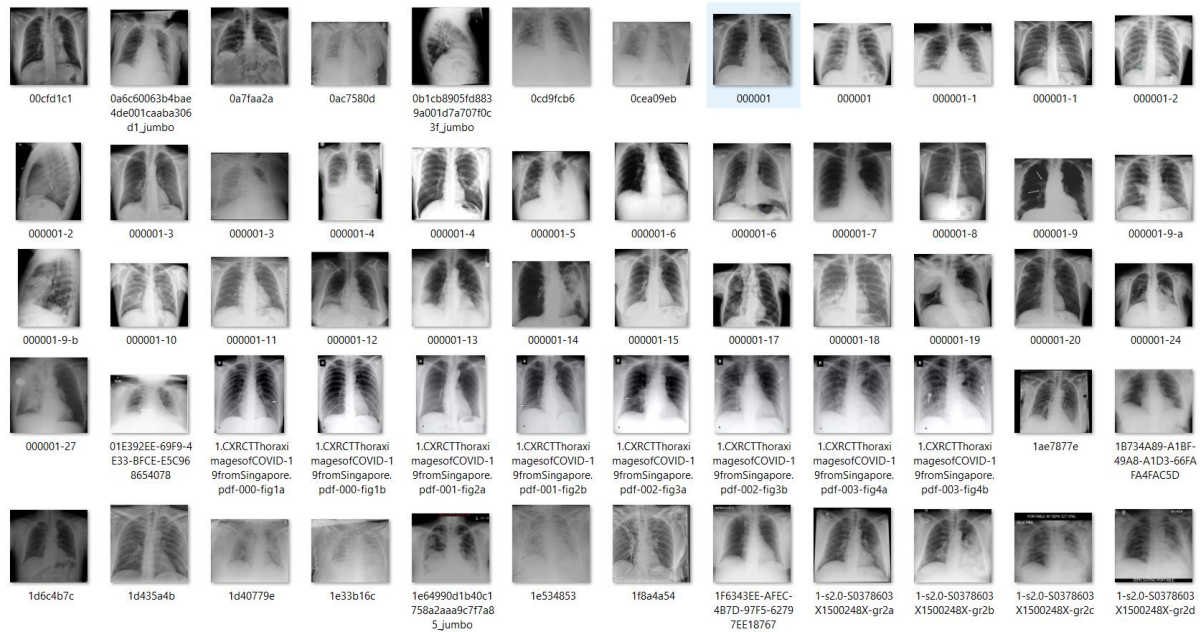 00cfd1c1
0a6c60063b4bae
4de001caaba306
d1_jumbo
0a7faa2a
0ac7580d
0b1cb8905fd883
9a001d7a707f0c
3f_jumbo
0cd9fcb6
0cea09eb
000001
000001
000001-1
000001-1
000001-2
000001-2
000001-3
000001-3
000001-4
000001-4
000001-5
000001-6
000001-6
000001-7
000001-8
000001-9
000001-9-a
000001-9-b
000001-10
000001-11
000001-12
000001-13
000001-14
000001-15
000001-17
000001-18
000001-19
000001-20
000001-24
000001-27
01E392EE-69F9-4
E33-BFCE-E5C96
8654078
1.CXRCTThoraxi
magesofCOVID-1
9fromSingapore.
pdf-000-fig1a
1.CXRCTThoraxi
magesofCOVID-1
9fromSingapore.
pdf-000-fig1b
1.CXRCTThoraxi
magesofCOVID-1
9fromSingapore.
pdf-001-fig2a
1.CXRCTThoraxi
magesofCOVID-1
9fromSingapore.
pdf-001-fig2b
1.CXRCTThoraxi
magesofCOVID-1
9fromSingapore.
pdf-002-fig3a
1.CXRCTThoraxi
magesofCOVID-1
9fromSingapore.
pdf-002-fig3b
1.CXRCTThoraxi
magesofCOVID-1
9fromSingapore.
pdf-003-fig4a
1.CXRCTThoraxi
magesofCOVID-1
9fromSingapore.
pdf-003-fig4b
1ae7877e
1B734A89-A1BF-
49A8-A1D3-66FA
FA4FAC5D
PORTABLE AP SEMI SITTING
1d6c4b7c
1d435a4b
1d40779e
1e33b16c
1e64990d1b40c1
758a2aaa9c7f7a8
5_jumbo
1e534853
1f8a4a54
1F6343EE-AFEC-
4B7D-97F5-6279
7EE18767
1-s2.0-S0378603
X1500248X-gr2a
1-s2.0-S0378603
X1500248X-gr2b
1-s2.0-S0378603
X1500248X-gr2c
1-s2.0-S0378603
X1500248X-gr2d